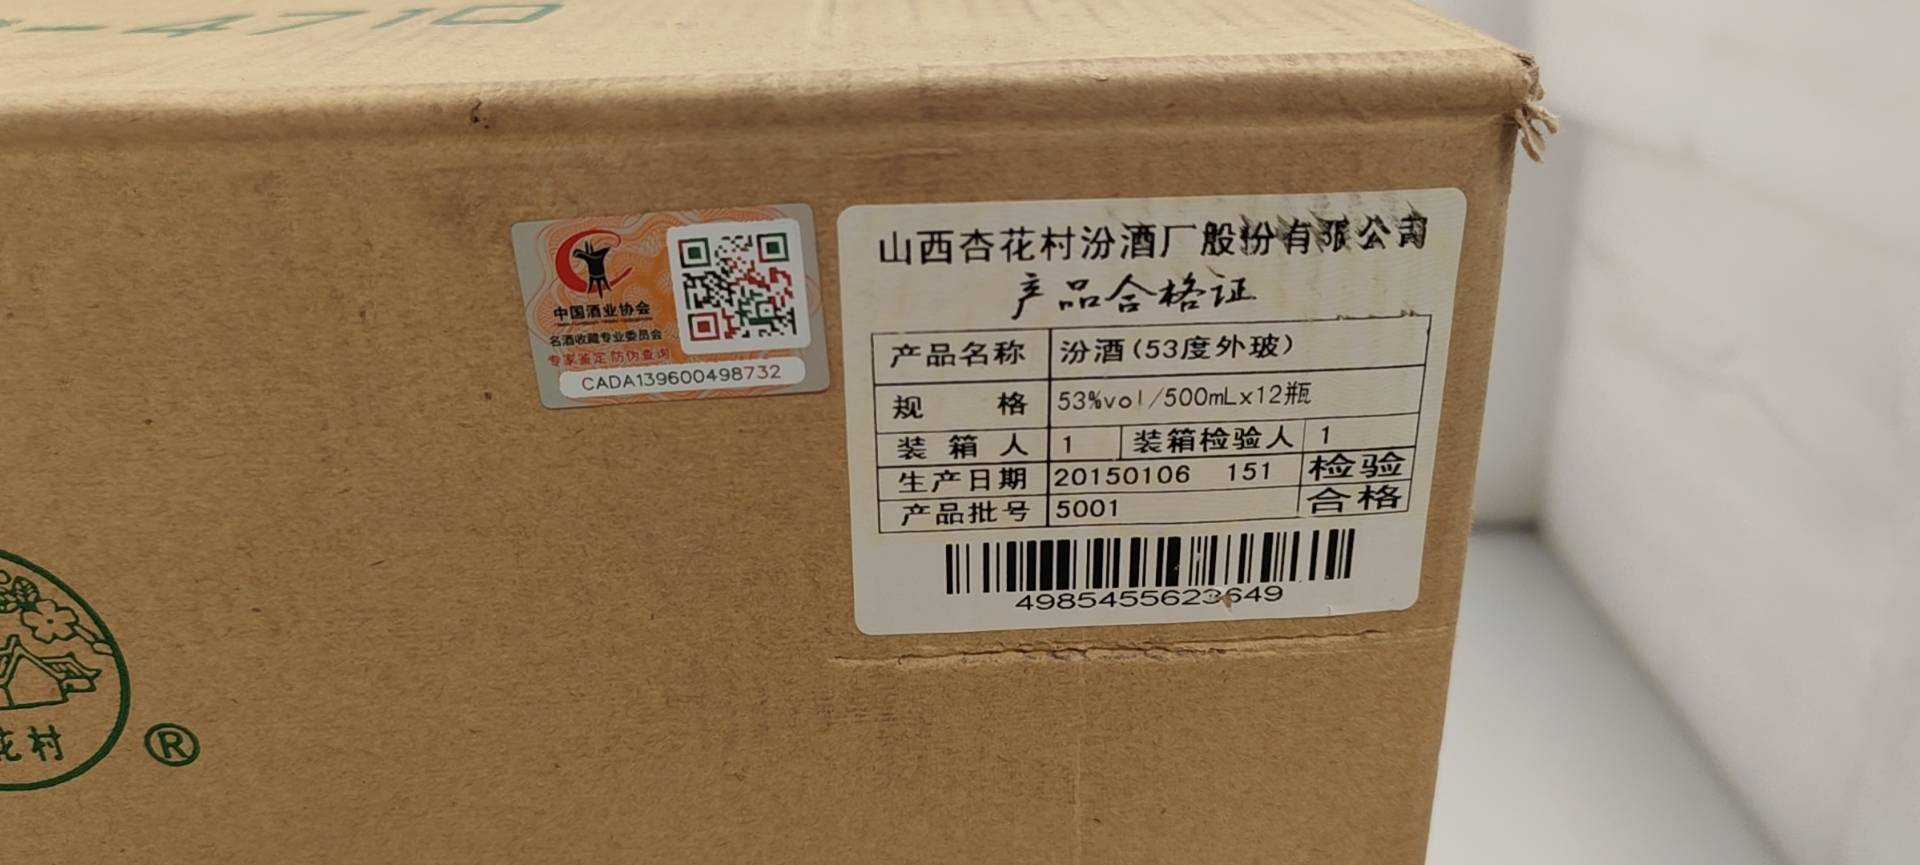 -4710
中国酒业协会
名酒收藏专业委员会
专家鉴定 防伪查询
CADA139600498732
山西杏花村汾酒厂股份有限公司
产品合格证
产品名称 汾酒(53度外玻)
规 格 53%vol/500mLx12瓶
装箱人 1 装箱检验人 1
生产日期 20150106 151 检验
产品批号 5001 合格
4985455623649
花村
®